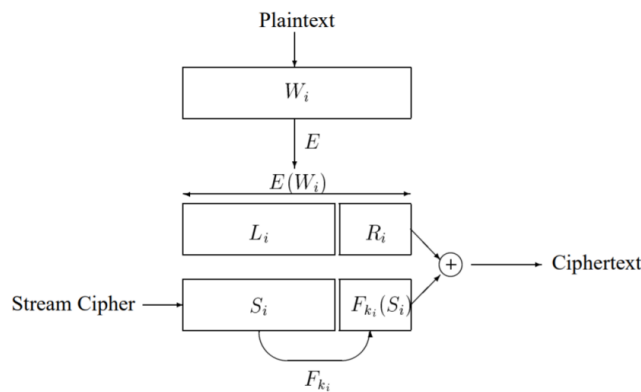 Plaintext
W_i
E
E(W_i)
L_i R_i
+ Ciphertext
Stream Cipher S_i F_{k_i}(S_i)
F_{k_i}